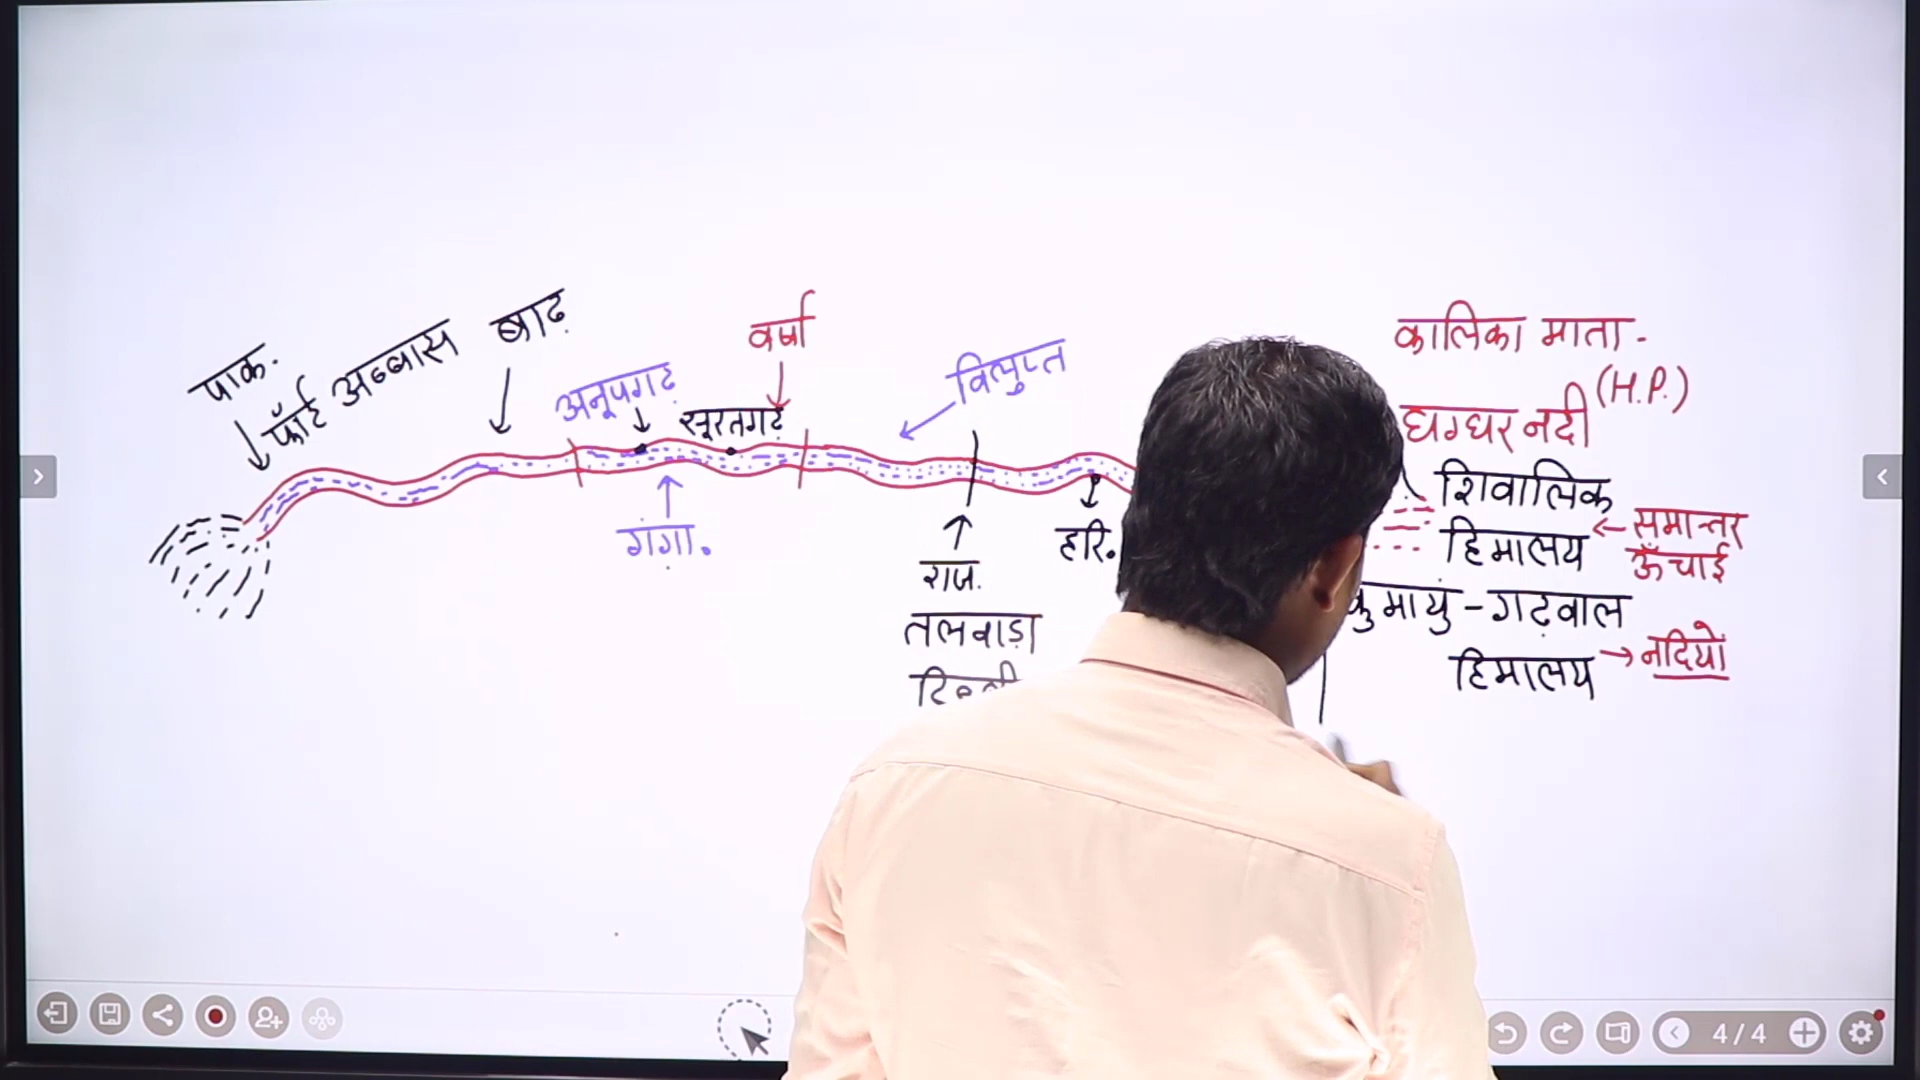 पाक.
फॉर्ट अब्बास
बाढ़
अनूपगढ़
वर्षा
सूरतगढ़
विलुप्त
गंगा.
राज.
तलवाड़ा
हरि.
कालिका माता -
(H.P.)
घग्घर नदी
शिवालिक
हिमालय ← समान्तर
ऊँचाई
कुमायु - गढ़वाल
हिमालय → नदियों
4/4